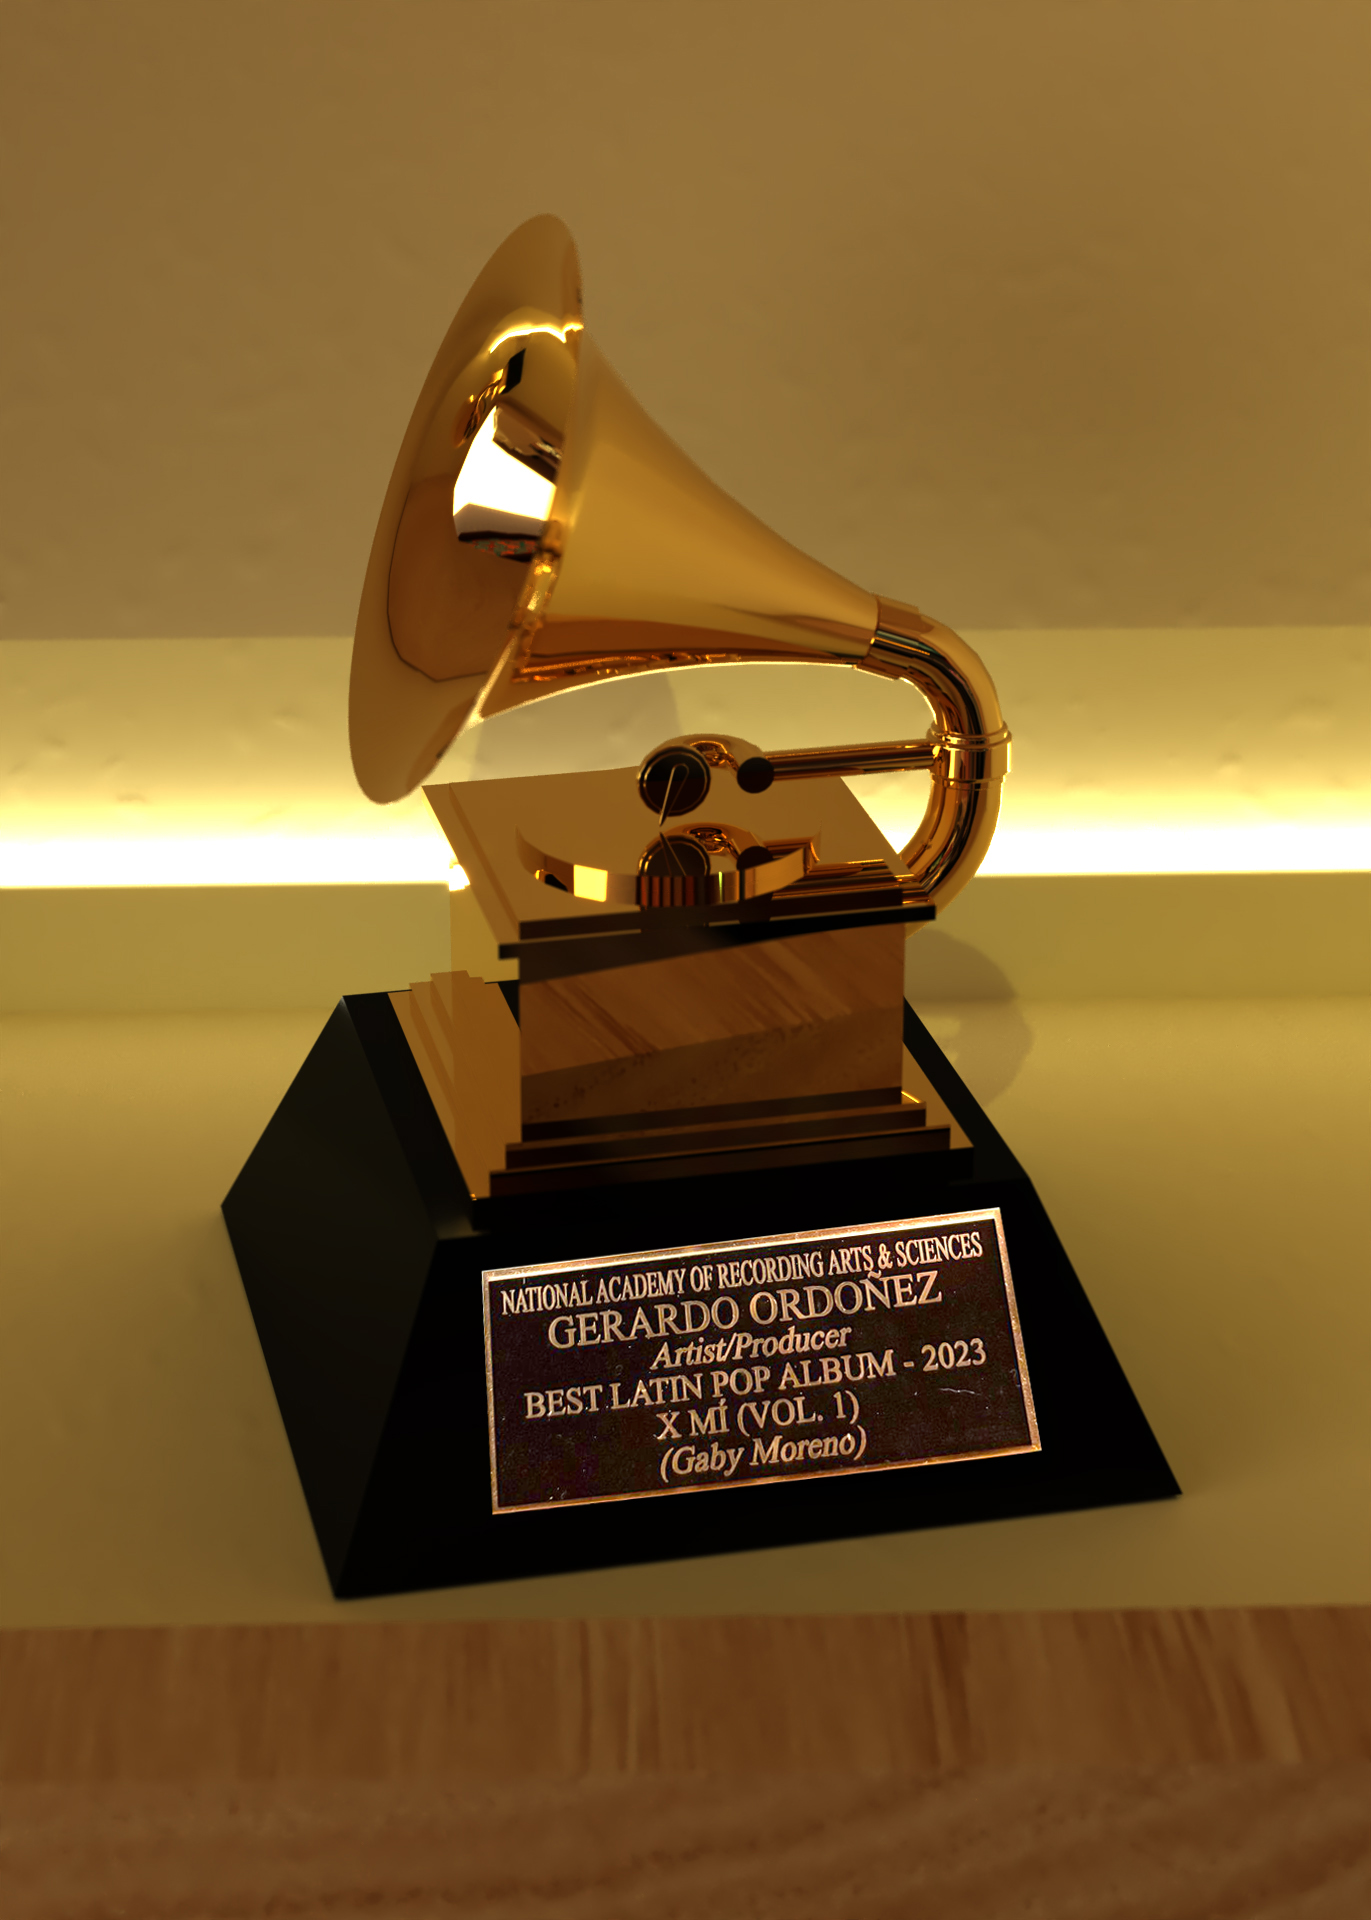 NATIONAL ACADEMY OF RECORDING ARTS & SCIENCES
GERARDO ORDOÑEZ
Artist/Producer
BEST LATIN POP ALBUM - 2023
X MÍ (VOL. 1)
(Gaby Moreno)